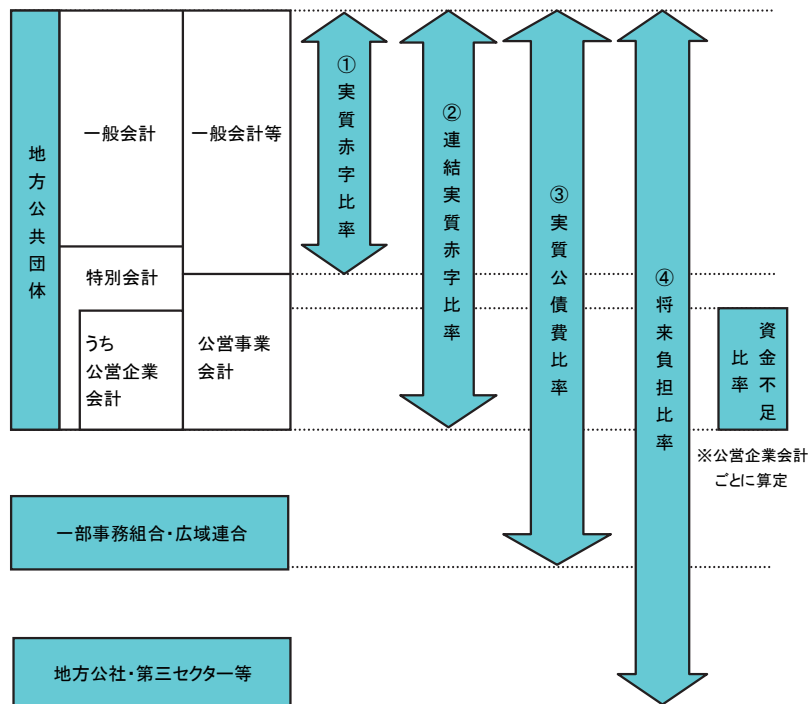 地方公共団体
一般会計
一般会計等
特別会計
うち
公営企業
会計
公営事業
会計
①実質赤字比率
②連結実質赤字比率
③実質公債費比率
④将来負担比率
資金不足
比率
※公営企業会計
ごとに算定
一部事務組合・広域連合
地方公社・第三セクター等